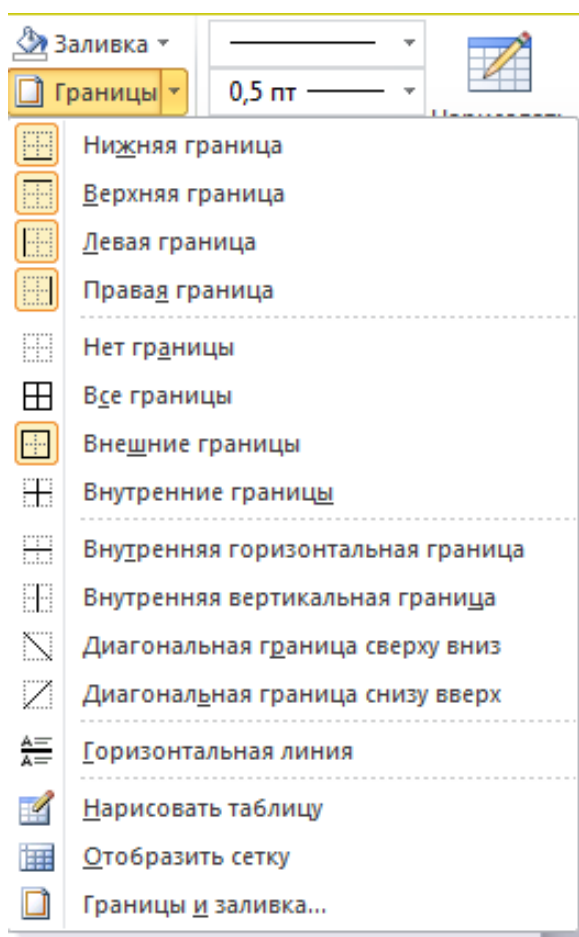 Заливка
Границы
0,5 пт
Нижняя граница
Верхняя граница
Левая граница
Правая граница
Нет границы
Все границы
Внешние границы
Внутренние границы
Внутренняя горизонтальная граница
Внутренняя вертикальная граница
Диагональная граница сверху вниз
Диагональная граница снизу вверх
Горизонтальная линия
Нарисовать таблицу
Отобразить сетку
Границы и заливка...